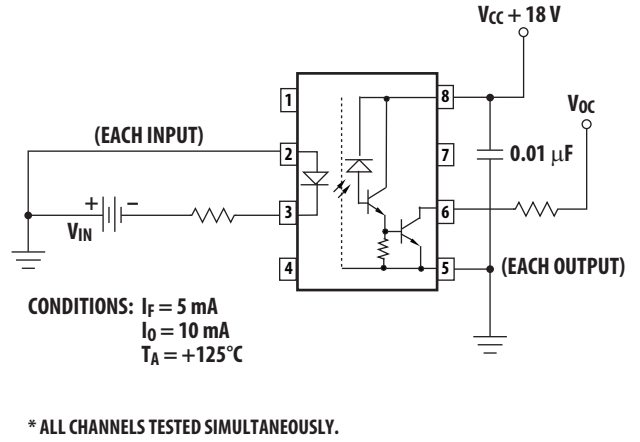 VCC + 18 V
VOC
1
8
(EACH INPUT)
2
7
0.01 μF
+ −
3
6
VIN
4
5
(EACH OUTPUT)
CONDITIONS: IF = 5 mA
IO = 10 mA
TA = +125°C
* ALL CHANNELS TESTED SIMULTANEOUSLY.